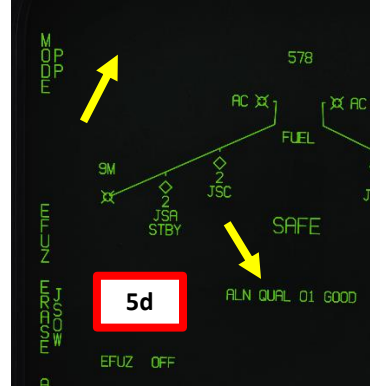 MODE
PP
578
AC
AC
FUEL
9M
2
JSA
STBY
2
JSC
J
EFUZ
SAFE
ERASE
JSOW
5d
ALN QUAL 01 GOOD
EFUZ OFF
A